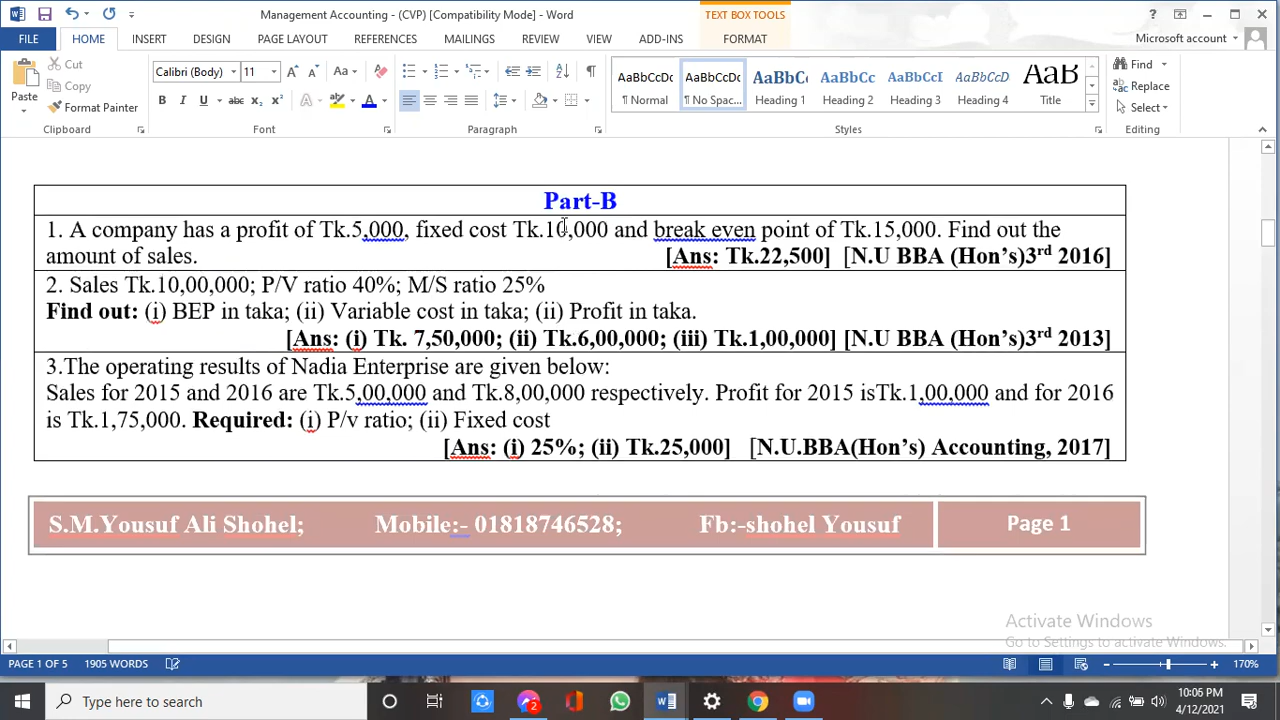 Management Accounting - (CVP) [Compatibility Mode] - Word
TEXT BOX TOOLS
FILE HOME INSERT DESIGN PAGE LAYOUT REFERENCES MAILINGS REVIEW VIEW ADD-INS FORMAT Microsoft account
Paste Cut Copy Format Painter
Clipboard
Calibri (Body) 11
Font
Paragraph
AaBbCcDc AaBbCcDc AaBbCc AaBbCc AaBbCcI AaBbCcDc AaB
¶ Normal ¶ No Spac... Heading 1 Heading 2 Heading 3 Heading 4 Title
Styles
Find
Replace
Select
Editing
Part-B
1. A company has a profit of Tk.5,000, fixed cost Tk.10,000 and break even point of Tk.15,000. Find out the
amount of sales. [Ans: Tk.22,500] [N.U BBA (Hon’s)3rd 2016]
2. Sales Tk.10,00,000; P/V ratio 40%; M/S ratio 25%
Find out: (i) BEP in taka; (ii) Variable cost in taka; (ii) Profit in taka.
[Ans: (i) Tk. 7,50,000; (ii) Tk.6,00,000; (iii) Tk.1,00,000] [N.U BBA (Hon’s)3rd 2013]
3.The operating results of Nadia Enterprise are given below:
Sales for 2015 and 2016 are Tk.5,00,000 and Tk.8,00,000 respectively. Profit for 2015 isTk.1,00,000 and for 2016
is Tk.1,75,000. Required: (i) P/v ratio; (ii) Fixed cost
[Ans: (i) 25%; (ii) Tk.25,000] [N.U.BBA(Hon’s) Accounting, 2017]
S.M.Yousuf Ali Shohel; Mobile:- 01818746528; Fb:-shohel Yousuf Page 1
Activate Windows
Go to Settings to activate Windows.
PAGE 1 OF 5 1905 WORDS 170%
Type here to search
2
10:06 PM
4/12/2021